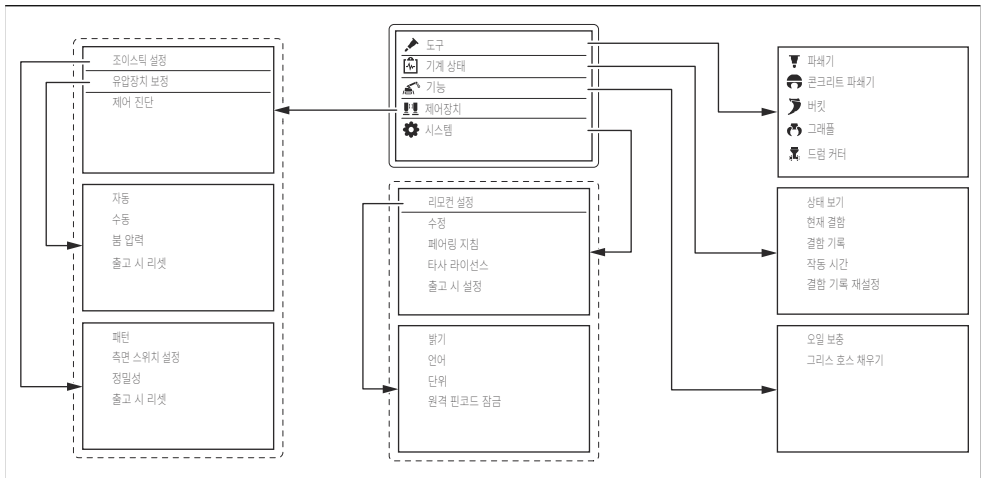 조이스틱 설정
유압장치 보정
제어 진단
자동
수동
붐 압력
출고 시 리셋
패턴
측면 스위치 설정
정밀성
출고 시 리셋
도구
기계 상태
기능
제어장치
시스템
리모컨 설정
수정
페어링 지침
타사 라이선스
출고 시 설정
밝기
언어
단위
원격 핀코드 잠금
파쇄기
콘크리트 파쇄기
버킷
그래플
드럼 커터
상태 보기
현재 결함
결함 기록
작동 시간
결함 기록 재설정
오일 보충
그리스 호스 채우기